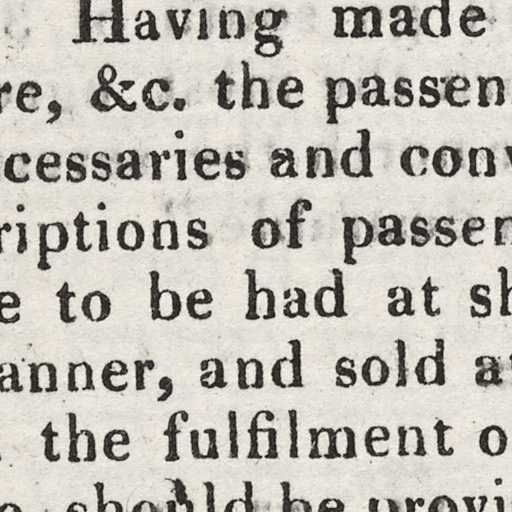 Having made
re, &c. the passen
cessaries and conv
riptions of passen
e to be had at sh
anner, and sold at
. the fulfilment o
should be provi